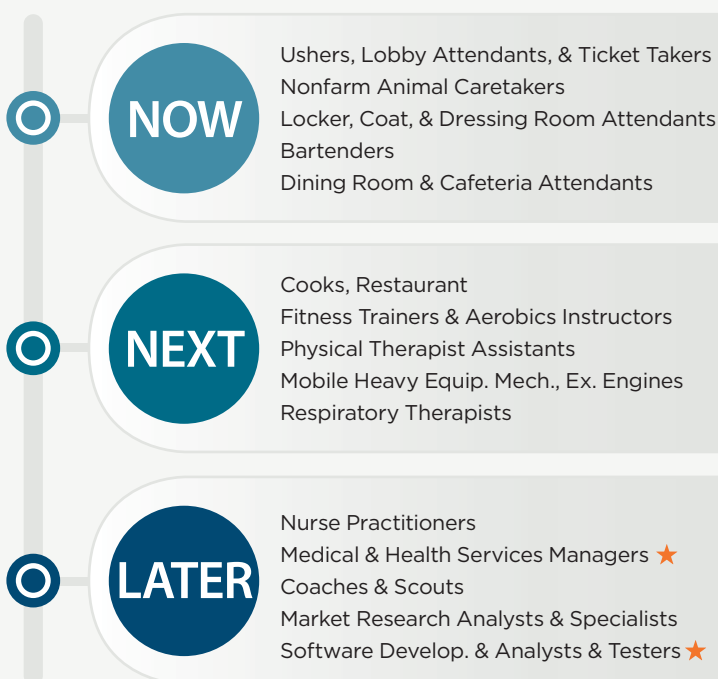 NOW
Ushers, Lobby Attendants, & Ticket Takers
Nonfarm Animal Caretakers
Locker, Coat, & Dressing Room Attendants
Bartenders
Dining Room & Cafeteria Attendants
NEXT
Cooks, Restaurant
Fitness Trainers & Aerobics Instructors
Physical Therapist Assistants
Mobile Heavy Equip. Mech., Ex. Engines
Respiratory Therapists
LATER
Nurse Practitioners
Medical & Health Services Managers ★
Coaches & Scouts
Market Research Analysts & Specialists
Software Develop. & Analysts & Testers ★